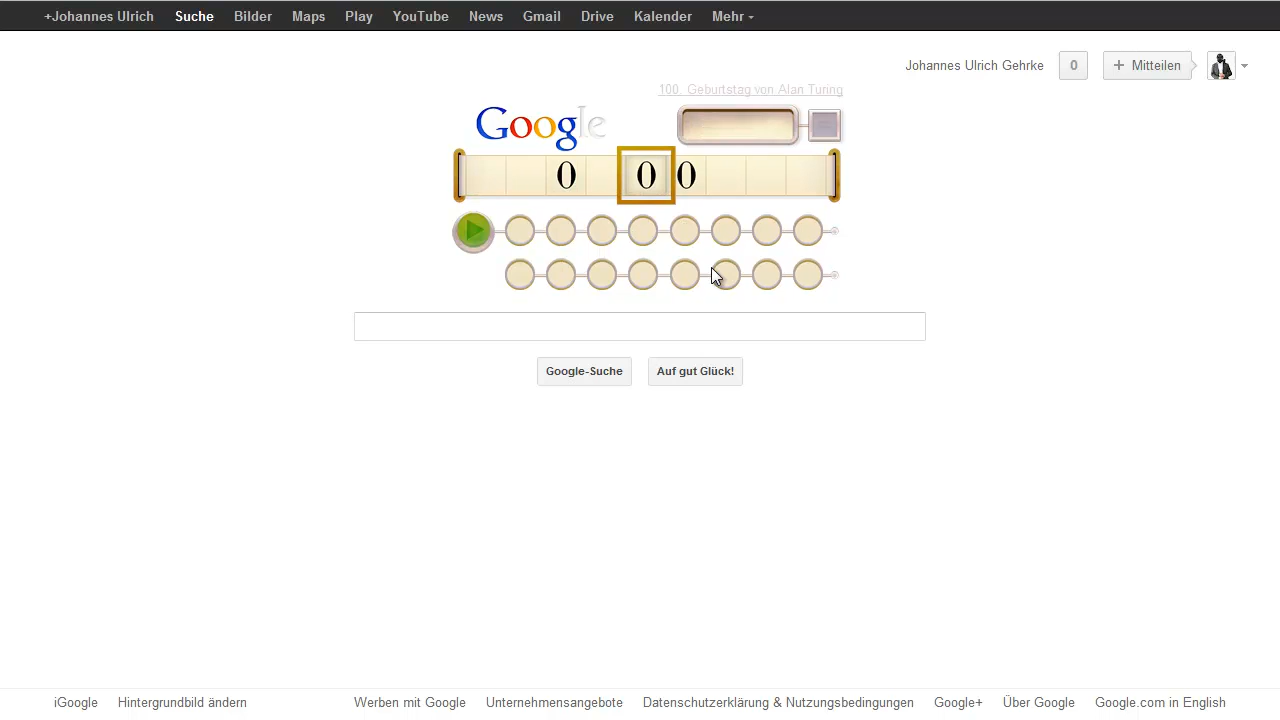 +Johannes Ulrich Suche Bilder Maps Play YouTube News Gmail Drive Kalender Mehr
Johannes Ulrich Gehrke 0 + Mitteilen
100. Geburtstag von Alan Turing
Google
0 0 0
Google-Suche Auf gut Glück!
iGoogle Hintergrundbild ändern Werben mit Google Unternehmensangebote Datenschutzerklärung & Nutzungsbedingungen Google+ Über Google Google.com in English